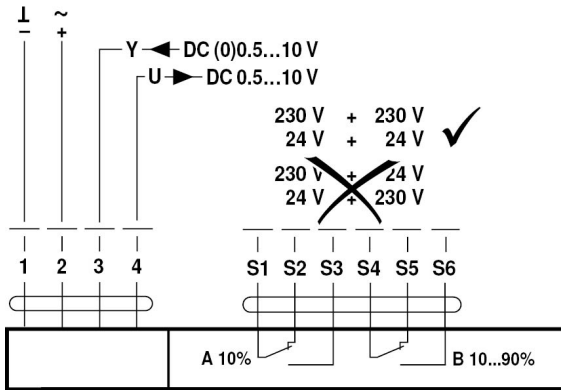 ⊥ ~
− +
Y ◄ DC (0)0.5...10 V
U ► DC 0.5...10 V
230 V + 230 V
24 V + 24 V ✓
230 V + 24 V
24 V + 230 V
1 2 3 4 S1 S2 S3 S4 S5 S6
A 10% B 10...90%